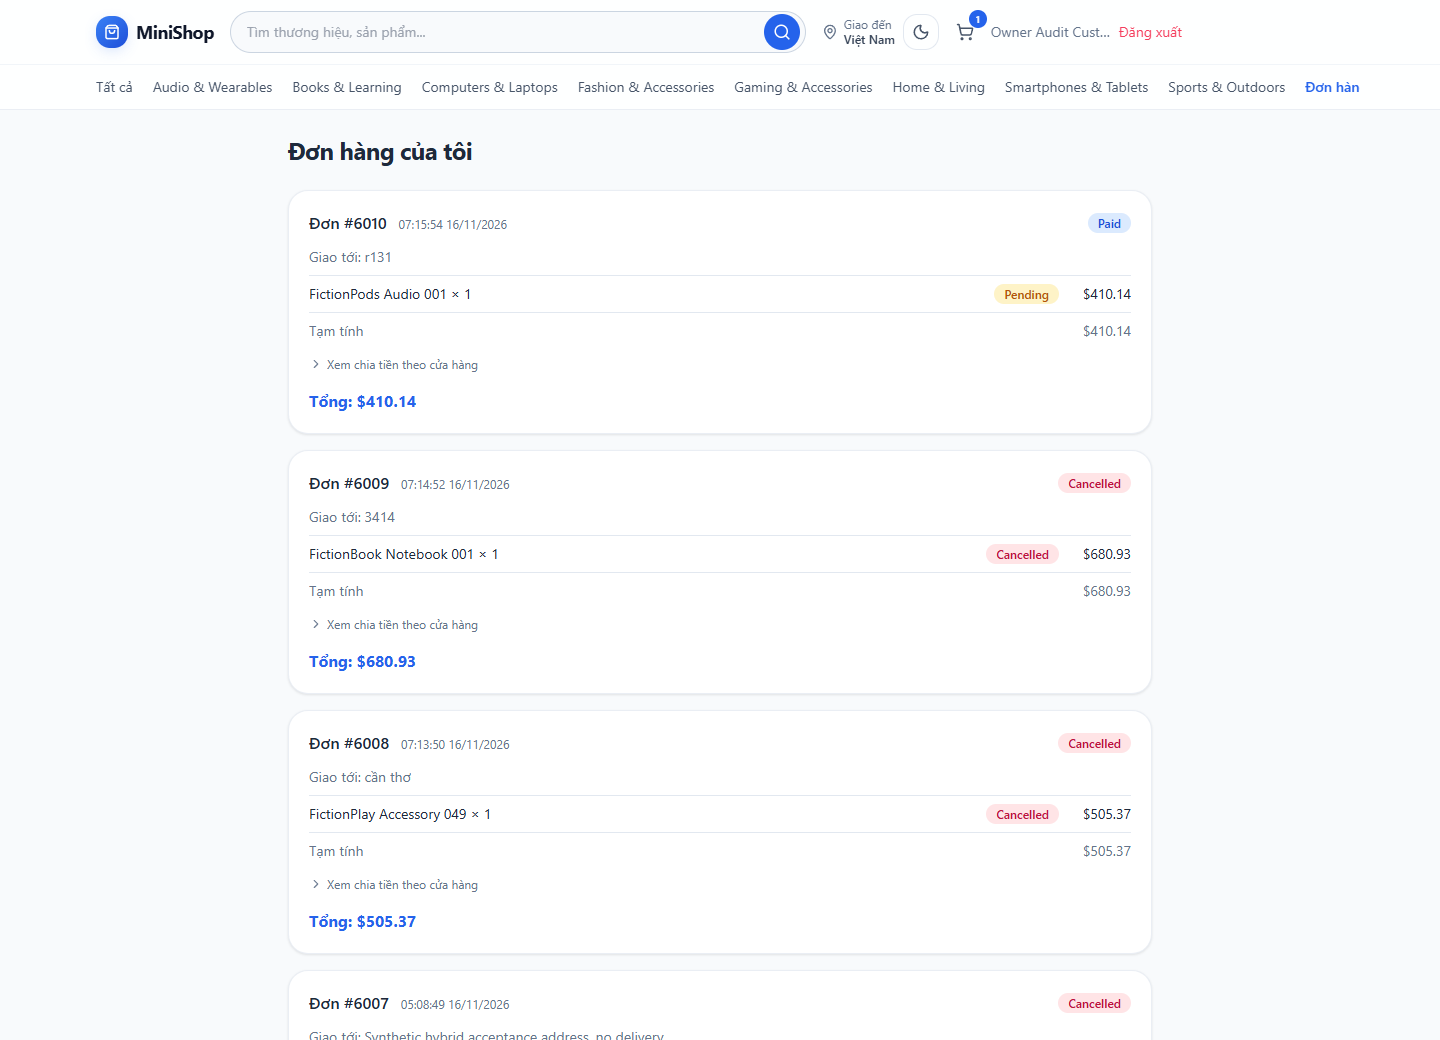 MiniShop
Tìm thương hiệu, sản phẩm...
Giao đến
Việt Nam
1
Owner Audit Cust...
Đăng xuất
Tất cả
Audio & Wearables
Books & Learning
Computers & Laptops
Fashion & Accessories
Gaming & Accessories
Home & Living
Smartphones & Tablets
Sports & Outdoors
Đơn hàn
Đơn hàng của tôi
Đơn #6010 07:15:54 16/11/2026 Paid
Giao tới: r131
FictionPods Audio 001 × 1 Pending $410.14
Tạm tính $410.14
Xem chia tiền theo cửa hàng
Tổng: $410.14
Đơn #6009 07:14:52 16/11/2026 Cancelled
Giao tới: 3414
FictionBook Notebook 001 × 1 Cancelled $680.93
Tạm tính $680.93
Xem chia tiền theo cửa hàng
Tổng: $680.93
Đơn #6008 07:13:50 16/11/2026 Cancelled
Giao tới: cần thơ
FictionPlay Accessory 049 × 1 Cancelled $505.37
Tạm tính $505.37
Xem chia tiền theo cửa hàng
Tổng: $505.37
Đơn #6007 05:08:49 16/11/2026 Cancelled
Giao tới: Synthetic hybrid acceptance address, no delivery